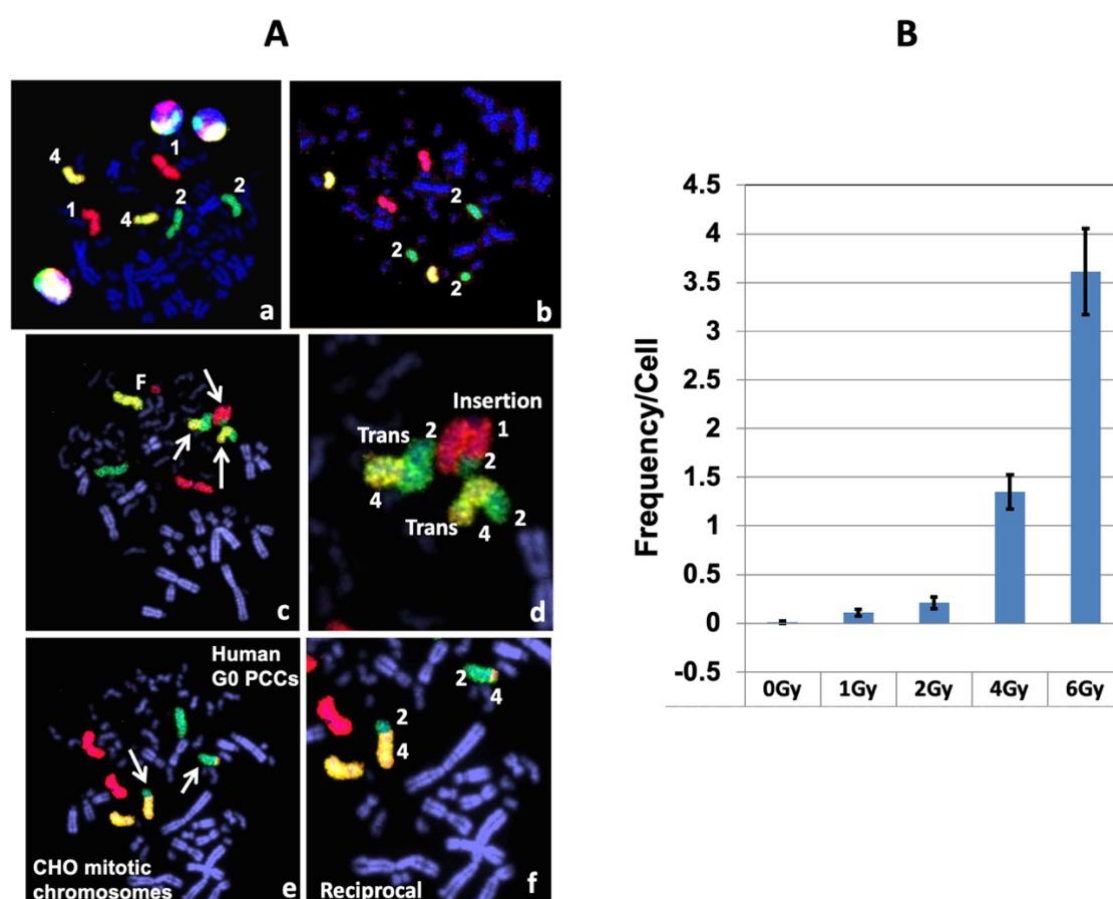 A
B
4
1
2
1
4
2
a
2
2
2
b
F
c
Insertion
Trans
2
1
2
4
Trans
4
2
d
Human
G0 PCCs
CHO mitotic
chromosomes
e
2
4
2
4
Reciprocal
f
Frequency/Cell
4.5
4
3.5
3
2.5
2
1.5
1
0.5
0
-0.5
0Gy 1Gy 2Gy 4Gy 6Gy